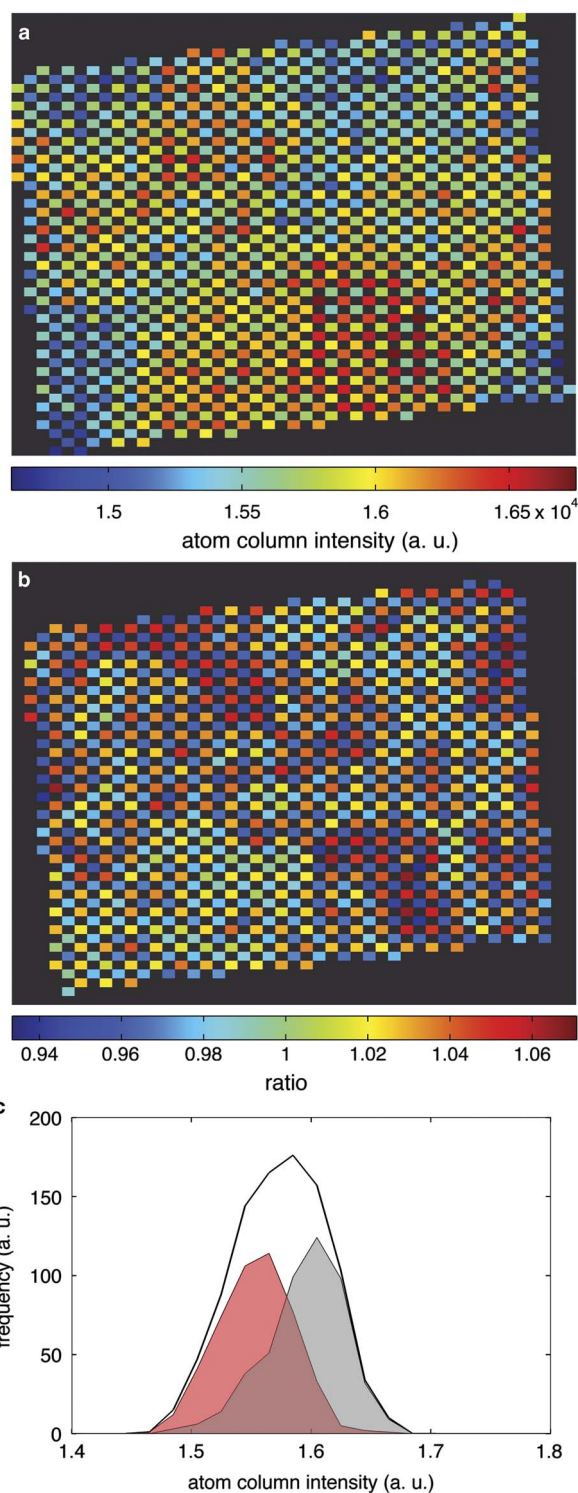 a
1.5 1.55 1.6 1.65 x 10⁴
atom column intensity (a. u.)
b
0.94 0.96 0.98 1 1.02 1.04 1.06
ratio
c
200
150
100
50
0
frequency (a. u.)
1.4 1.5 1.6 1.7 1.8
atom column intensity (a. u.)